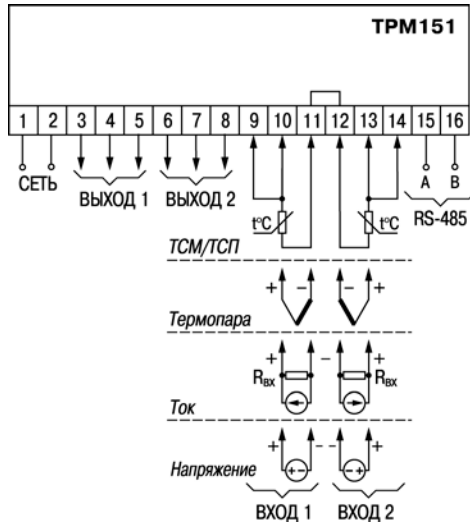 ТРМ151
1 2 3 4 5 6 7 8 9 10 11 12 13 14 15 16
СЕТЬ
ВЫХОД 1
ВЫХОД 2
A B
RS-485
t°C t°C
ТСМ/ТСП
+ - - +
Термопара
+ - +
Rвх Rвх
Ток
+ - - +
+- -+
Напряжение
ВХОД 1 ВХОД 2